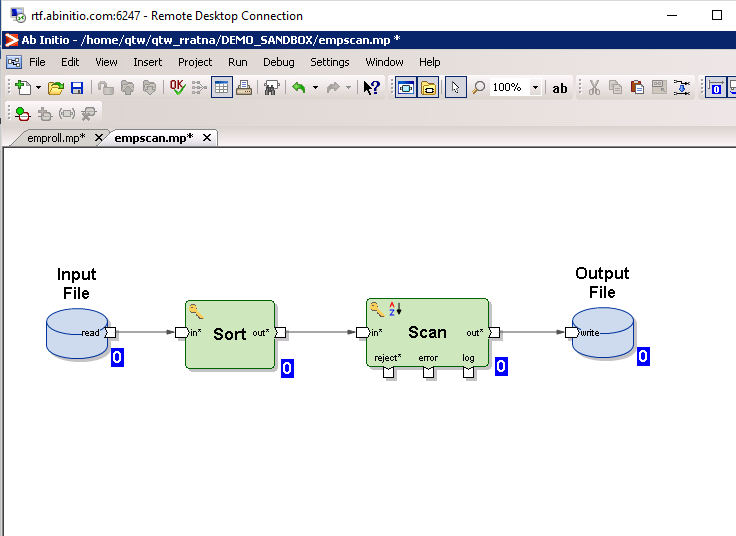 rtf.abinitio.com:6247 - Remote Desktop Connection
Ab Initio - /home/qtw/qtw_rratna/DEMO_SANDBOX/empscan.mp *
File Edit View Insert Project Run Debug Settings Window Help
OK 100% ab 0
emproll.mp* empscan.mp*
Input
File
Output
File
read in* Sort out* in* Scan out* write
A
Z
reject* error log
0 0 0 0